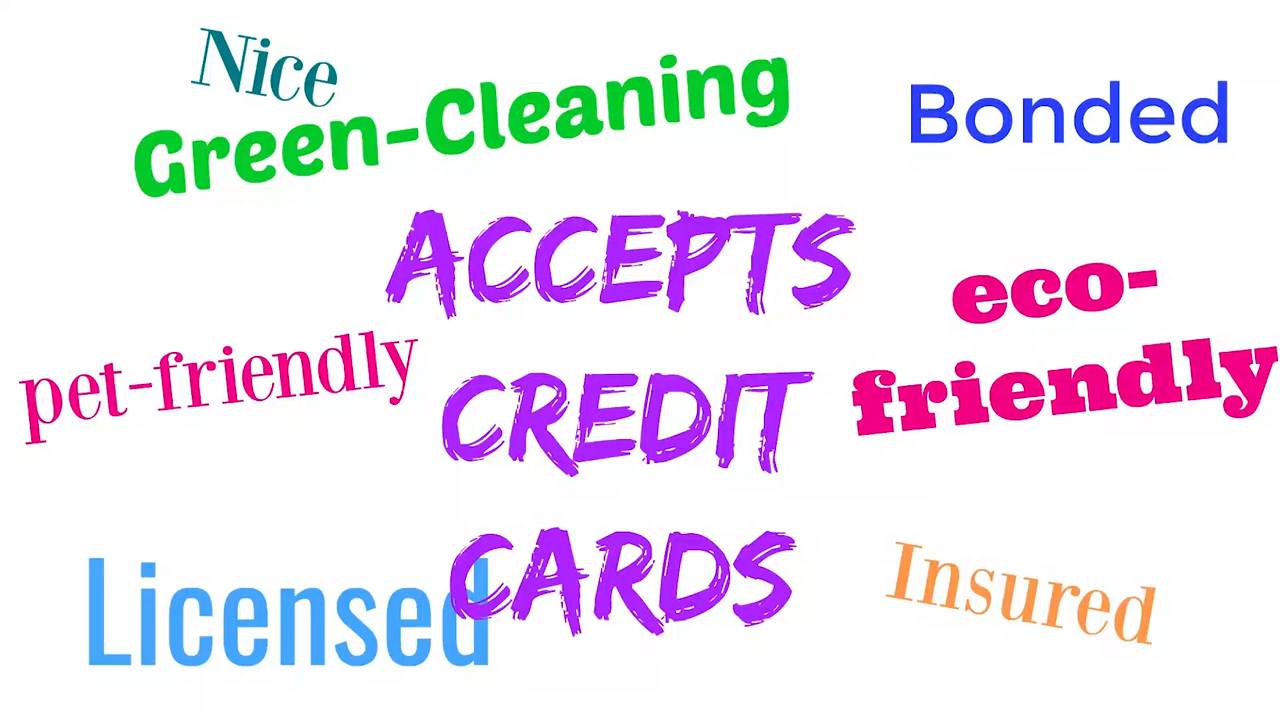 Nice
Green-Cleaning
Bonded
ACCEPTS
eco-
friendly
pet-friendly
CREDIT
CARDS
Licensed
Insured